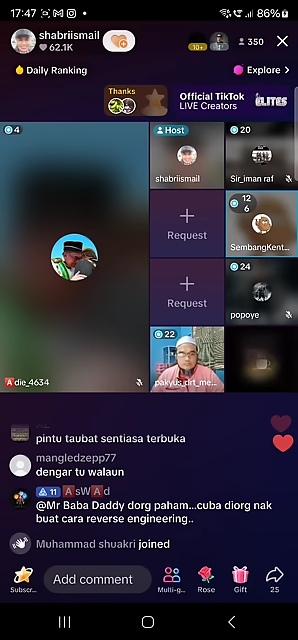 17:47
86%
shabriismail
62.1K
10+
350
Daily Ranking
Explore >
Thanks
Official TikTok
LIVE Creators
ELITES
4
Host
shabriismail
20
Sir_iman raf
Request
12
6
SembangKent...
Request
24
popoye
Adie_4634
22
pakyus_drt_me...
pintu taubat sentiasa terbuka
mangledzepp77
dengar tu walaun
11 AsWAd
@Mr Baba Daddy dorg paham...cuba diorg nak
buat cara reverse engineering..
Muhammad shuakri joined
Add comment
Subscr...
Multi-g...
Rose
Gift
25